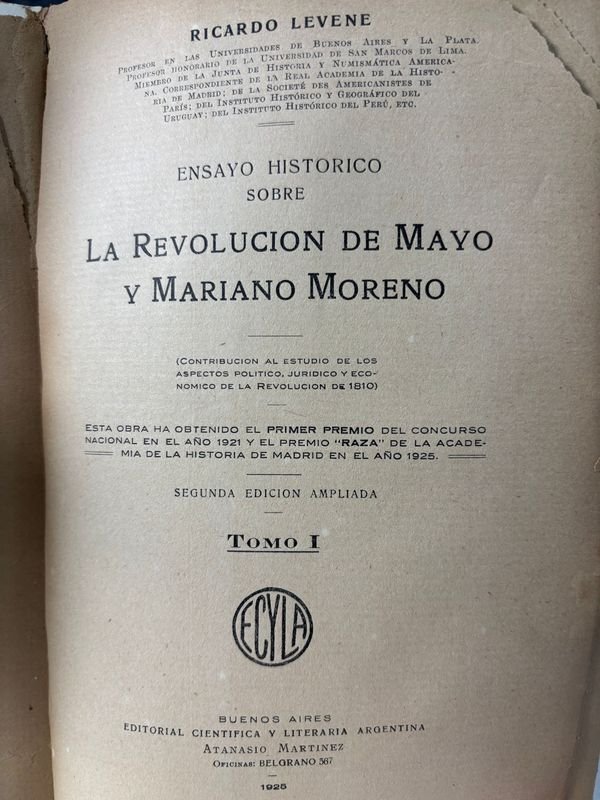 RICARDO LEVENE
PROFESOR EN LAS UNIVERSIDADES DE BUENOS AIRES Y LA PLATA.
PROFESOR HONORARIO DE LA UNIVERSIDAD DE SAN MARCOS DE LIMA.
MIEMBRO DE LA JUNTA DE HISTORIA Y NUMISMÁTICA AMERICA-
NA. CORRESPONDIENTE DE LA REAL ACADEMIA DE LA HISTO-
RIA DE MADRID; DE LA SOCIETÉ DES AMERICANISTES DE
PARÍS; DEL INSTITUTO HISTÓRICO Y GEOGRÁFICO DEL
URUGUAY; DEL INSTITUTO HISTÓRICO DEL PERÚ, ETC.
ENSAYO HISTORICO
SOBRE
LA REVOLUCION DE MAYO
Y MARIANO MORENO
(CONTRIBUCION AL ESTUDIO DE LOS
ASPECTOS POLITICO, JURIDICO Y ECO-
NOMICO DE LA REVOLUCION DE 1810)
ESTA OBRA HA OBTENIDO EL PRIMER PREMIO DEL CONCURSO
NACIONAL EN EL AÑO 1921 Y EL PREMIO "RAZA" DE LA ACADE-
MIA DE LA HISTORIA DE MADRID EN EL AÑO 1925.
SEGUNDA EDICION AMPLIADA
TOMO I
ECYLA
BUENOS AIRES
EDITORIAL CIENTIFICA Y LITERARIA ARGENTINA
ATANASIO MARTINEZ
OFICINAS: BELGRANO 567
1925